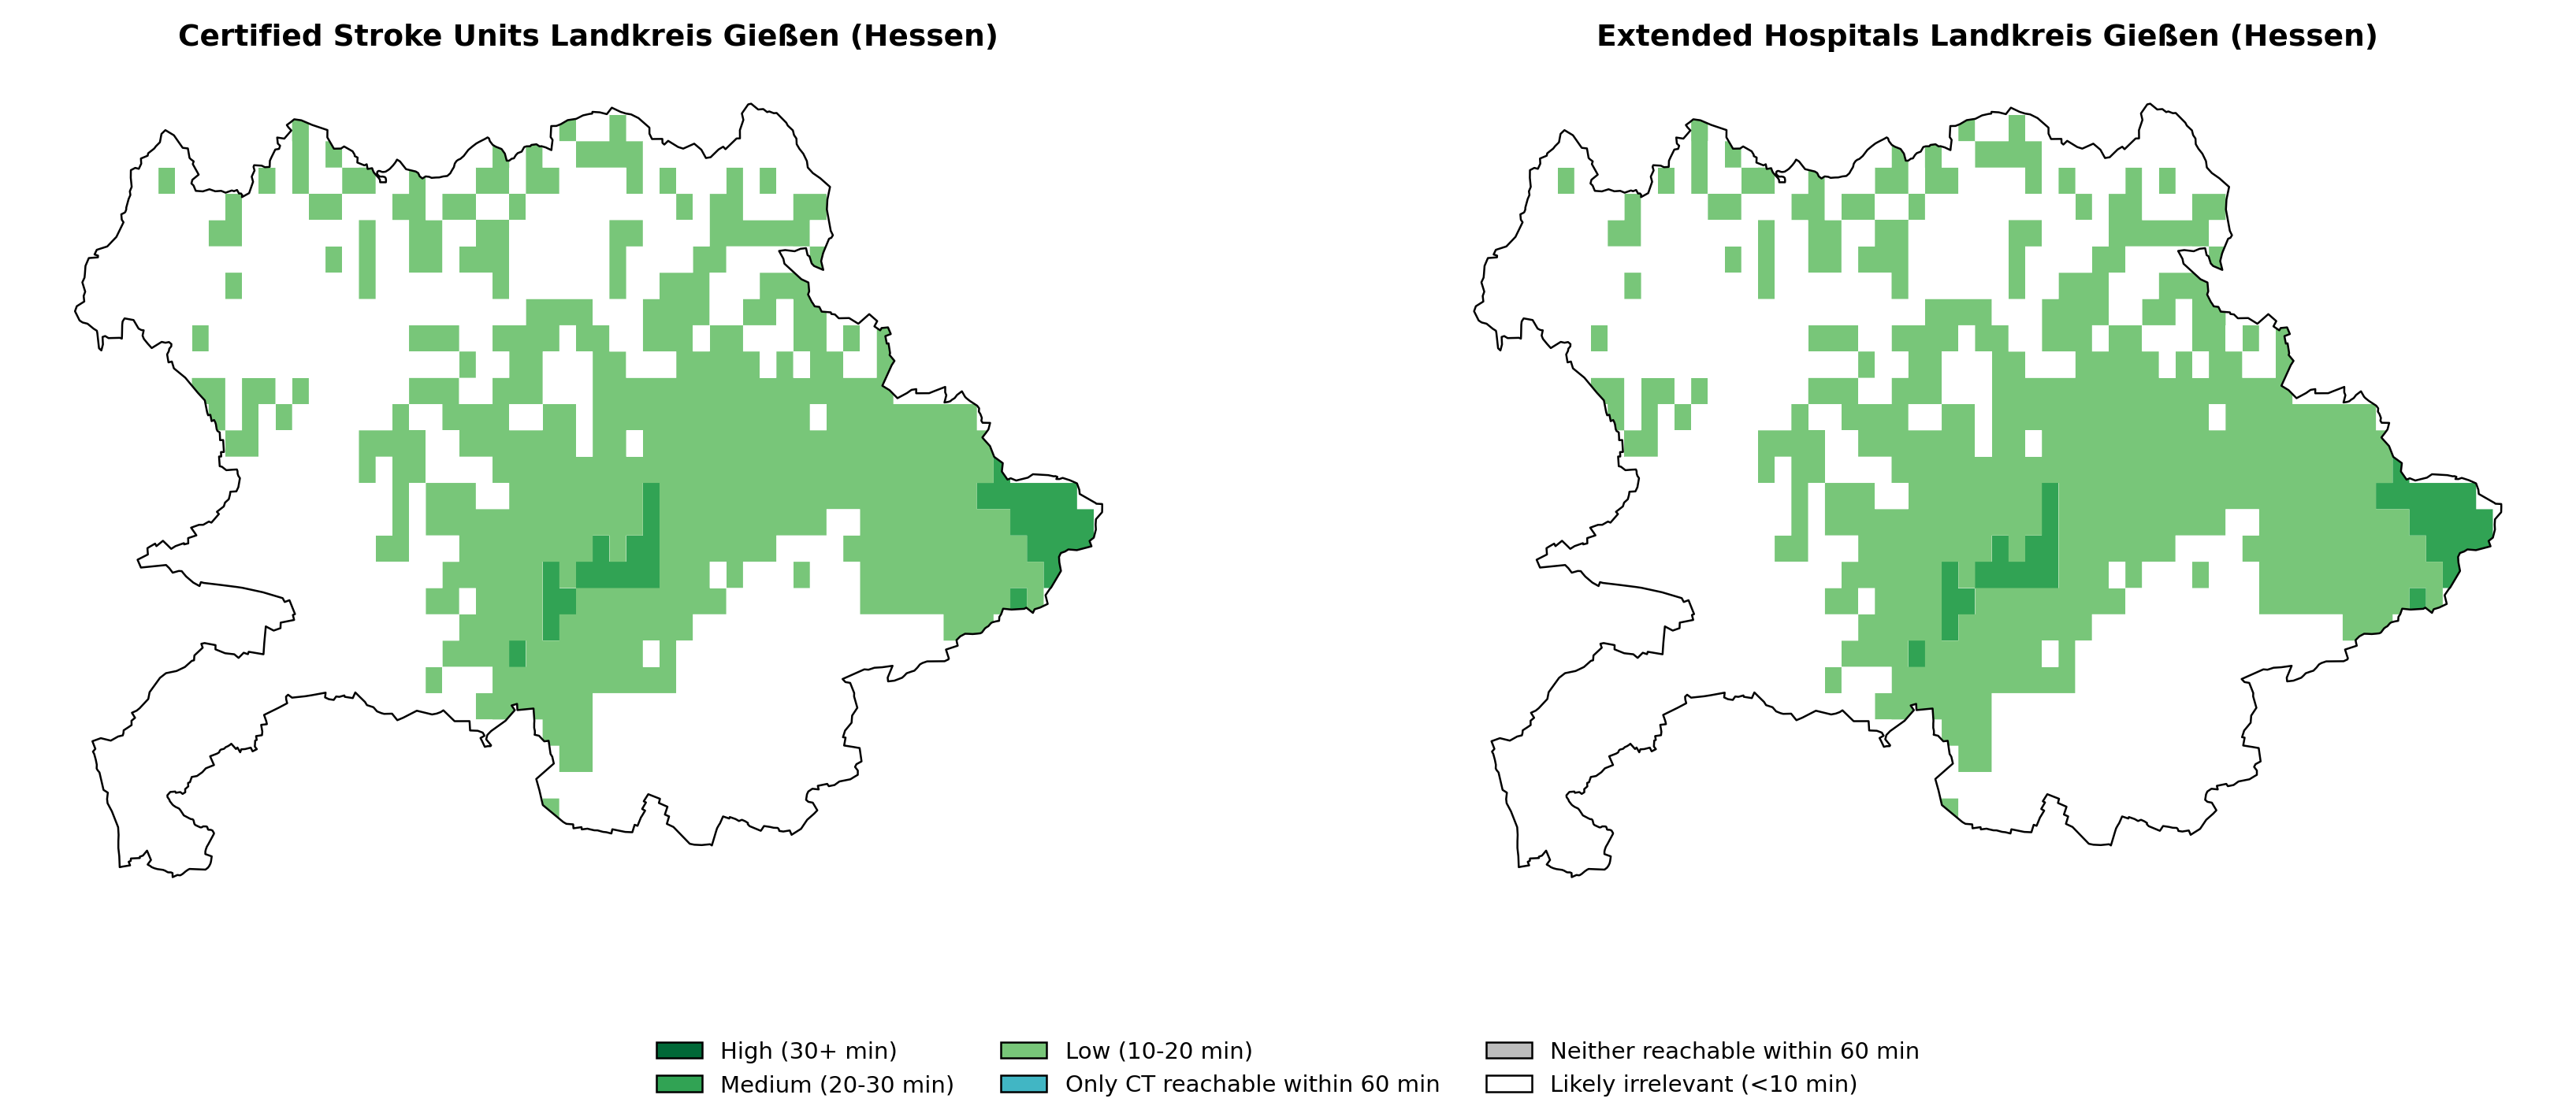 Certified Stroke Units Landkreis Gießen (Hessen)
Extended Hospitals Landkreis Gießen (Hessen)
High (30+ min)
Medium (20-30 min)
Low (10-20 min)
Only CT reachable within 60 min
Neither reachable within 60 min
Likely irrelevant (<10 min)